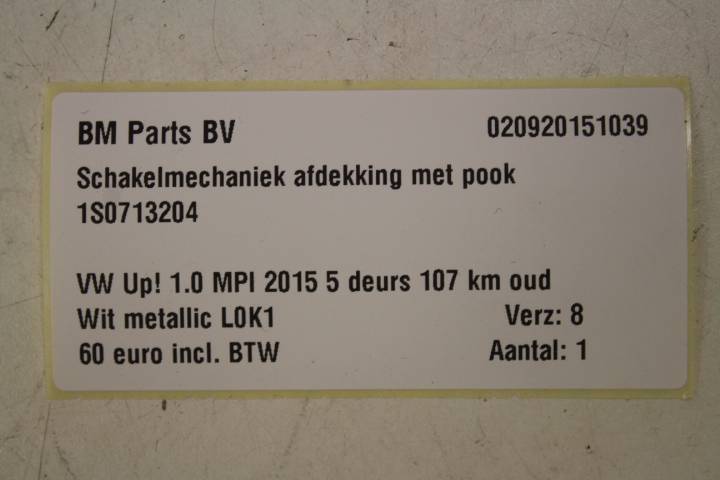 BM Parts BV 020920151039
Schakelmechaniek afdekking met pook
1S0713204
VW Up! 1.0 MPI 2015 5 deurs 107 km oud
Wit metallic L0K1 Verz: 8
60 euro incl. BTW Aantal: 1